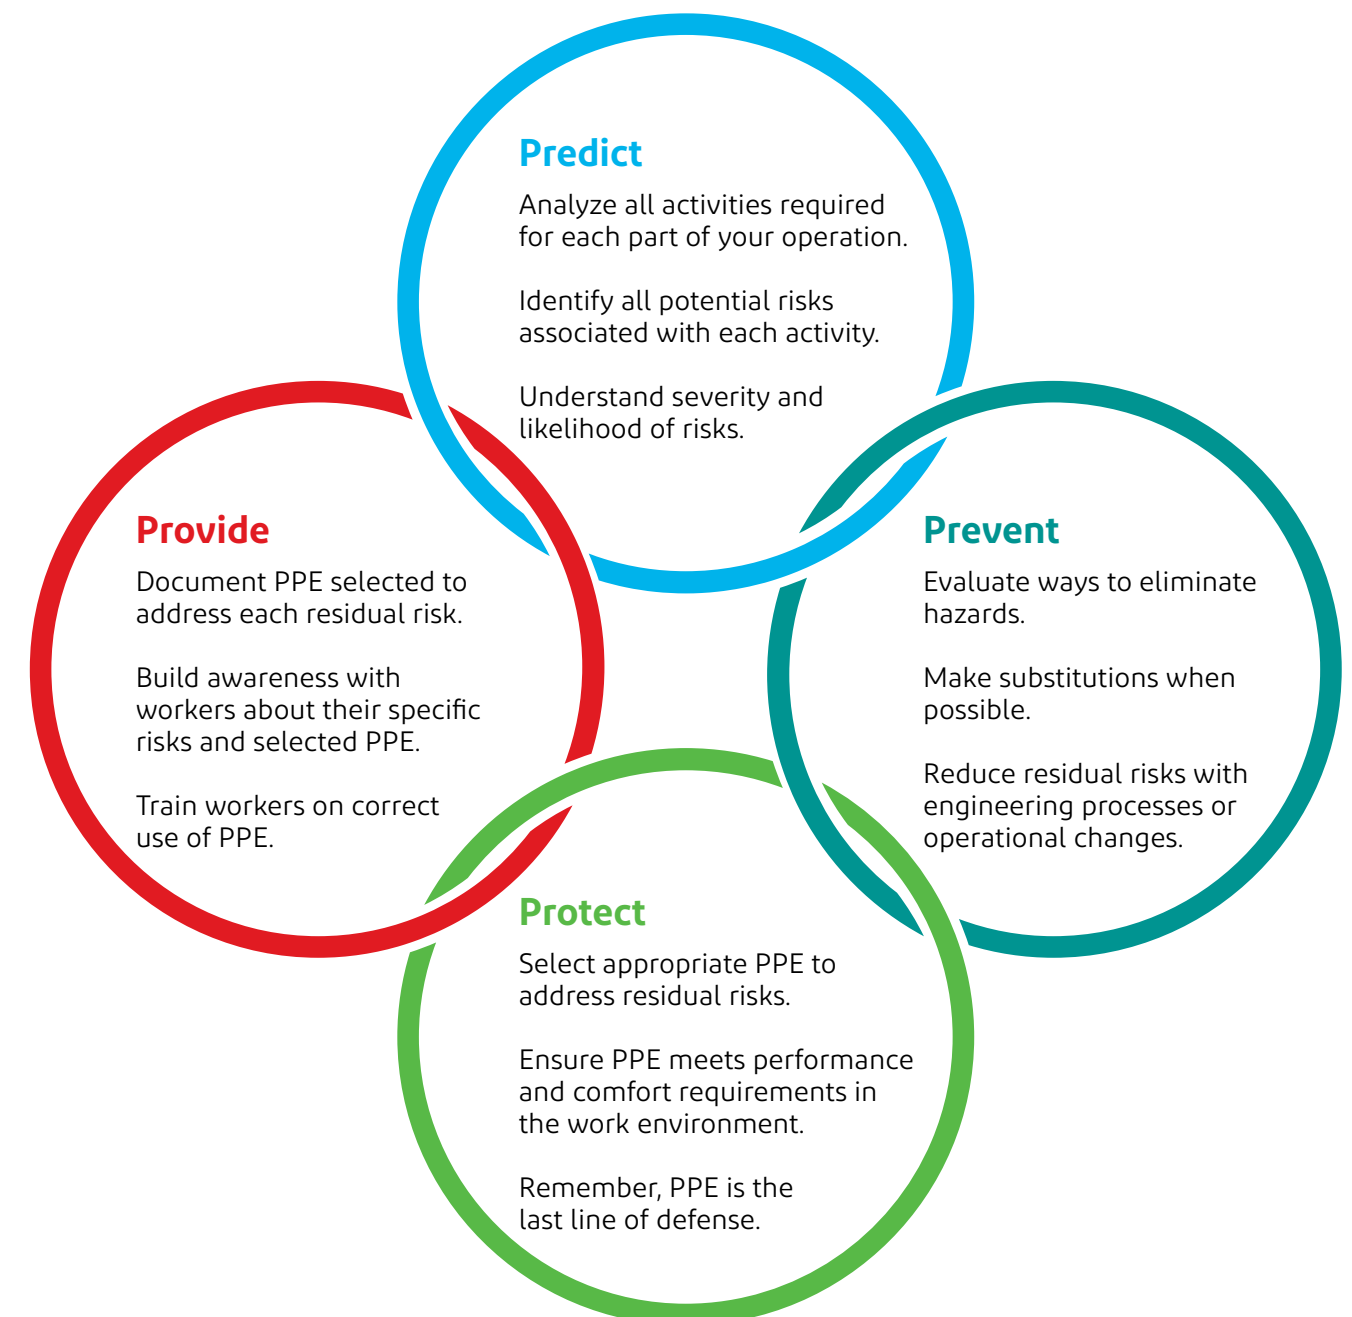 Predict
Analyze all activities required
for each part of your operation.
Identify all potential risks
associated with each activity.
Understand severity and
likelihood of risks.
Prevent
Evaluate ways to eliminate
hazards.
Make substitutions when
possible.
Reduce residual risks with
engineering processes or
operational changes.
Protect
Select appropriate PPE to
address residual risks.
Ensure PPE meets performance
and comfort requirements in
the work environment.
Remember, PPE is the
last line of defense.
Provide
Document PPE selected to
address each residual risk.
Build awareness with
workers about their specific
risks and selected PPE.
Train workers on correct
use of PPE.